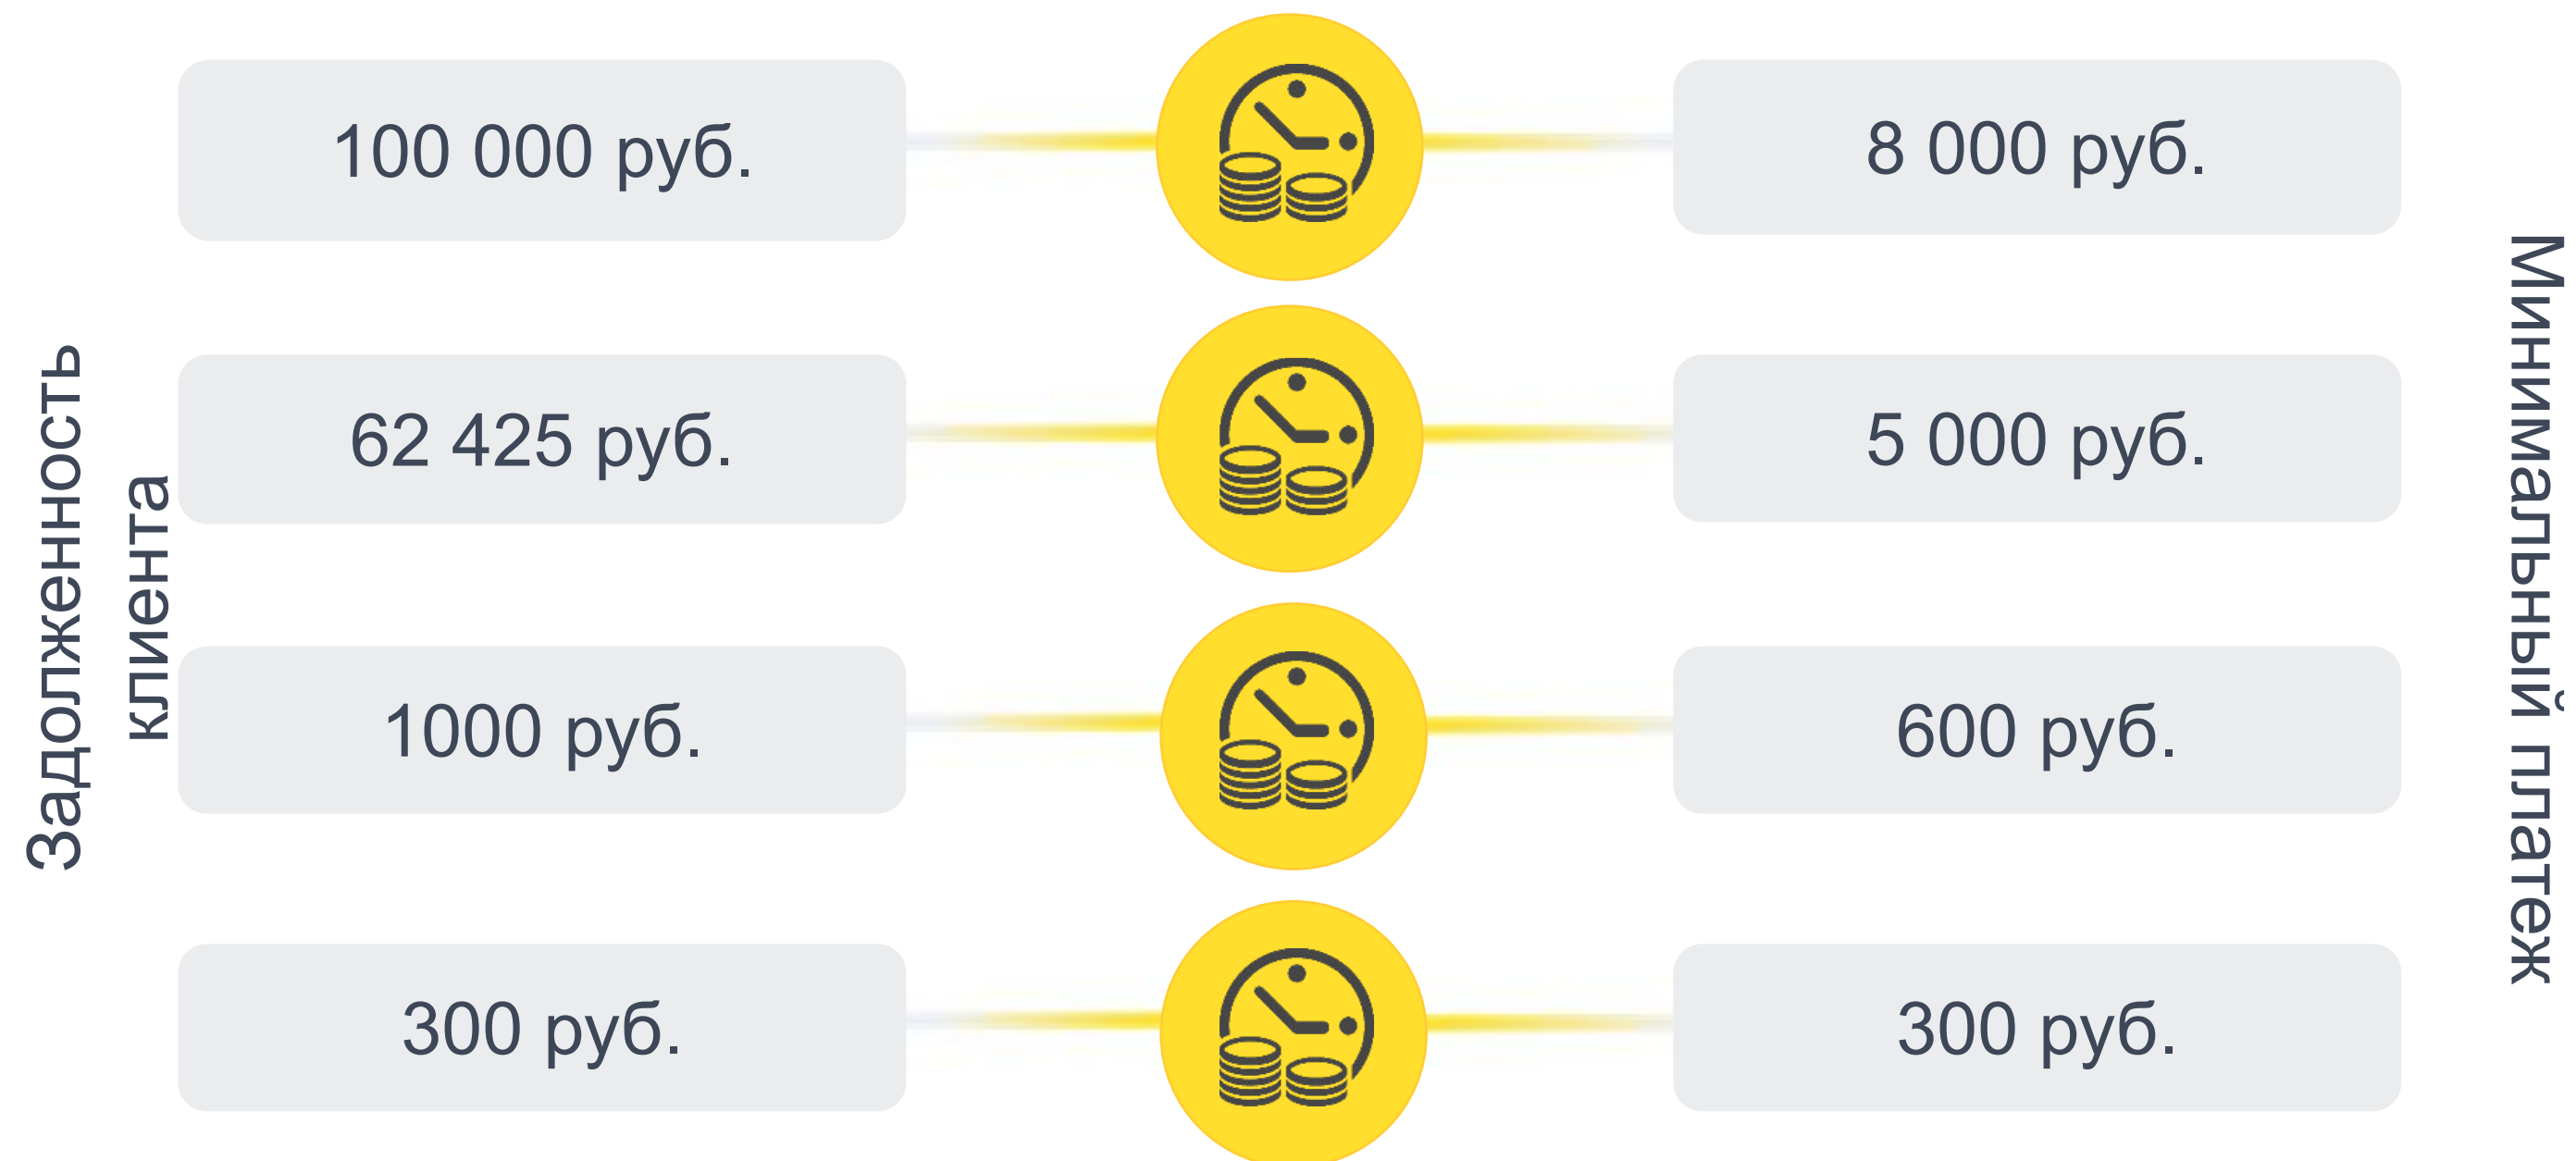 Задолженность
клиента
100 000 руб.
8 000 руб.
62 425 руб.
5 000 руб.
1000 руб.
600 руб.
300 руб.
300 руб.
Минимальный платеж